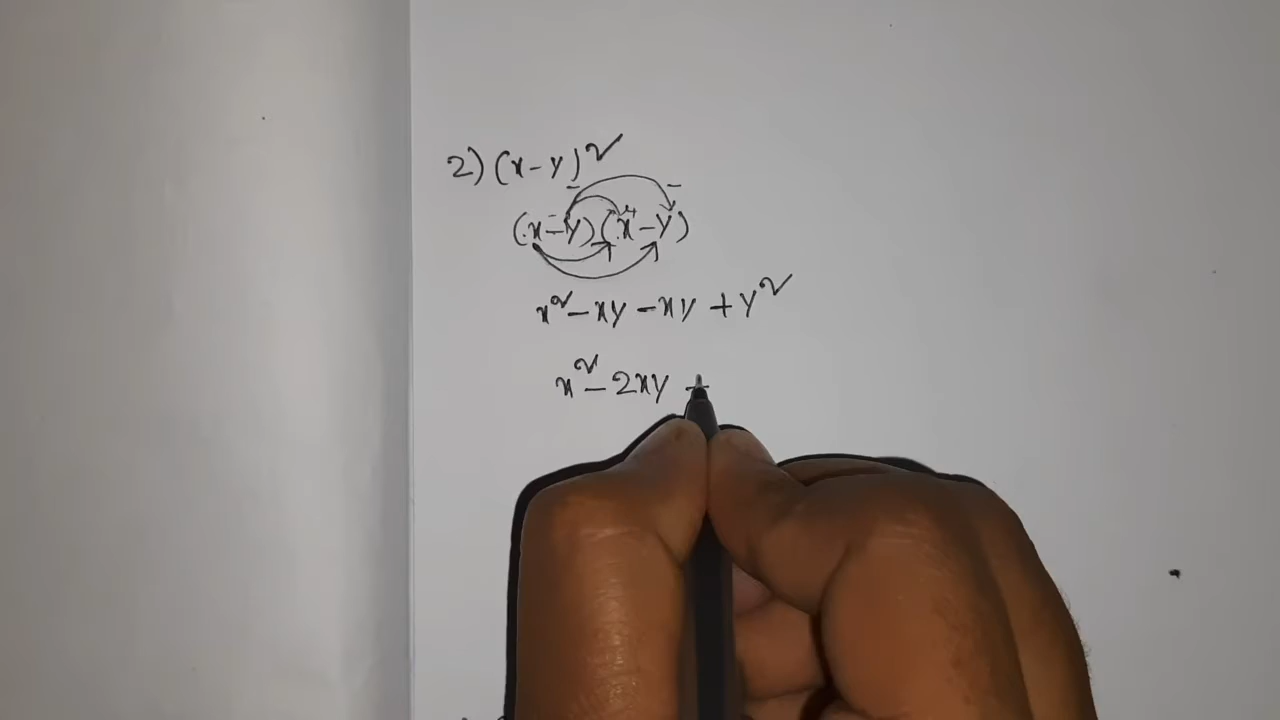 2) (x-y)²
(x-y)(x-y)
x² - xy - xy + y²
x² - 2xy +